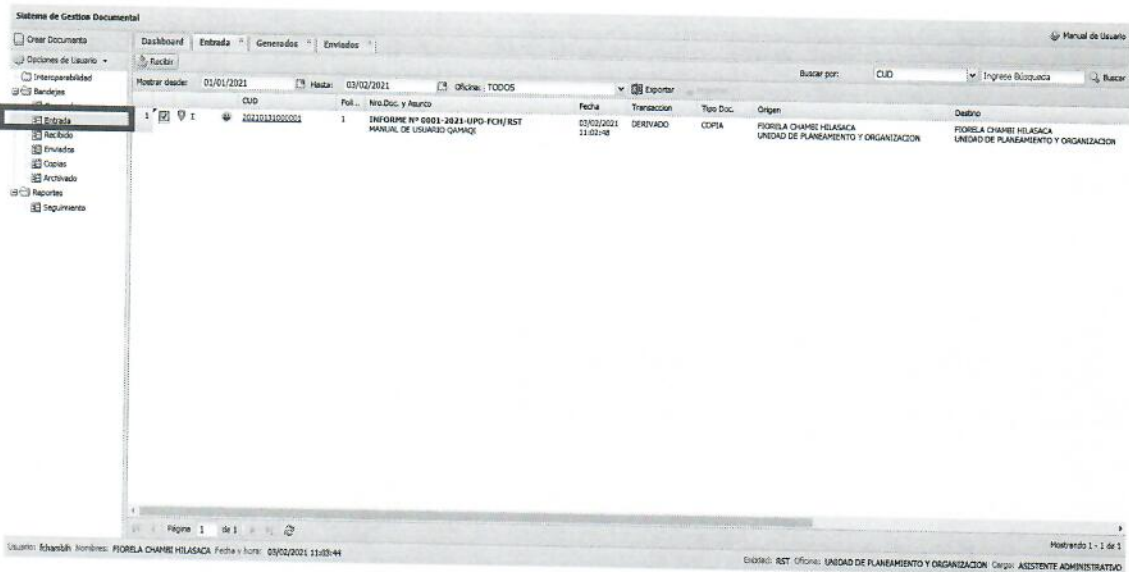 Sistema de Gestion Documental
Crear Documento
Dashboard Entrada Generados Enviados
Manual de Usuario
Opciones de Usuario
Recibir
Interoperabilidad
Mostrar desde: 01/01/2021 Hasta: 03/02/2021 Oficina: TODOS Exportar
Buscar por: CUD Ingrese Búsqueda Buscar
Bandejas
CUD Foli... Nro.Doc. y Asunto Fecha Transaccion Tipo Doc. Origen Destino
Entrada
1 I 20210131000001 1 INFORME Nº 0001-2021-UPO-FCH/RST 03/02/2021 DERIVADO COPIA FIORELA CHAMBI HILASACA FIORELA CHAMBI HILASACA
MANUAL DE USUARIO QAMAQI 11:02:48 UNIDAD DE PLANEAMIENTO Y ORGANIZACION UNIDAD DE PLANEAMIENTO Y ORGANIZACION
Recibido
Enviados
Copias
Archivado
Reportes
Seguimiento
Página 1 de 1
Mostrando 1 - 1 de 1
Usuario: fchambih Nombres: FIORELA CHAMBI HILASACA Fecha y hora: 03/02/2021 11:03:44
Entidad: RST Oficina: UNIDAD DE PLANEAMIENTO Y ORGANIZACION Cargo: ASISTENTE ADMINISTRATIVO